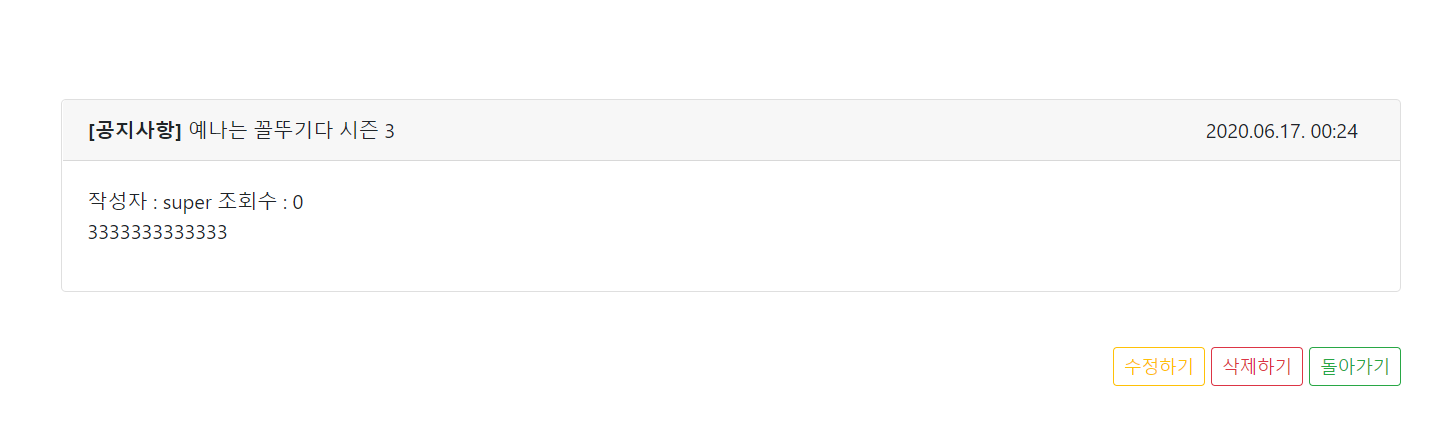 [공지사항] 예나는 꼴뚜기다 시즌 3 2020.06.17. 00:24
작성자 : super 조회수 : 0
3333333333333
수정하기 삭제하기 돌아가기